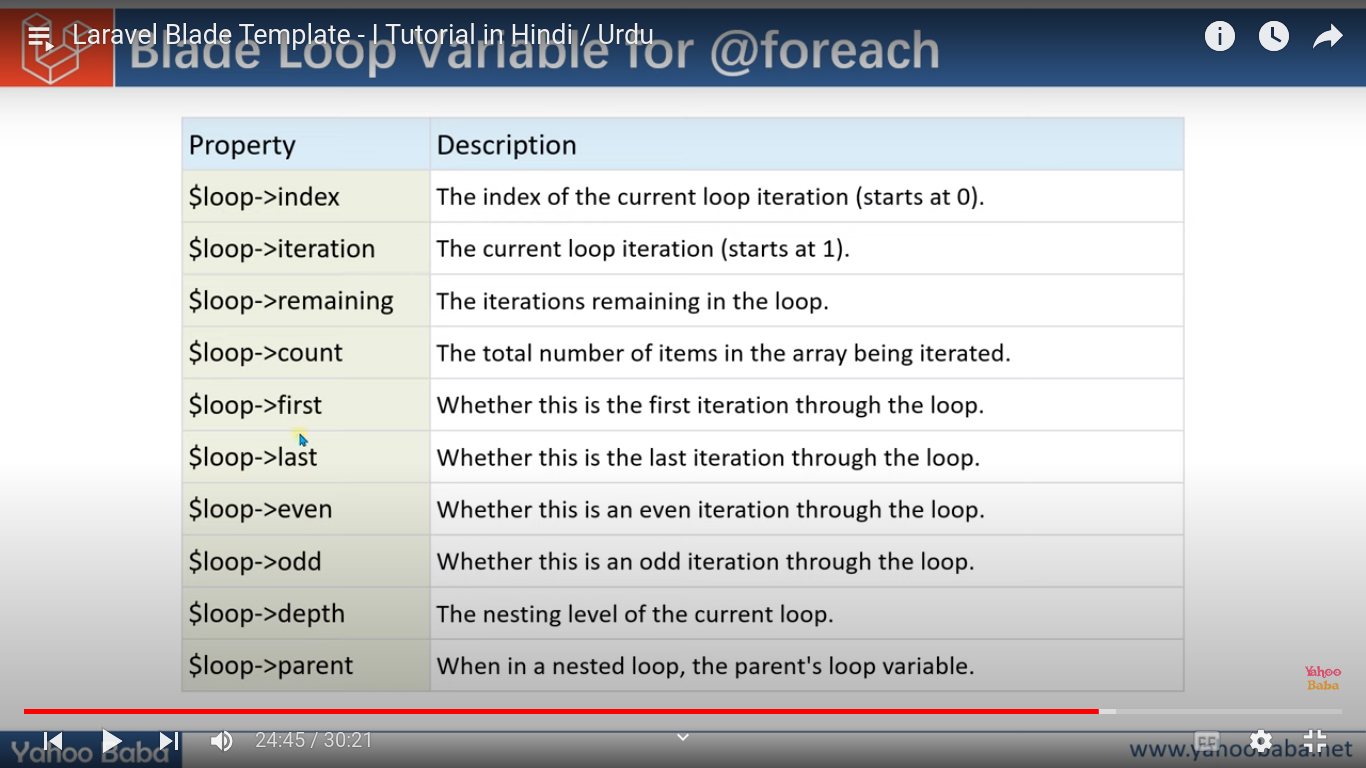 Laravel Blade Template - I Tutorial in Hindi / Urdu
Blade Loop Variable for @foreach
Property Description
$loop->index The index of the current loop iteration (starts at 0).
$loop->iteration The current loop iteration (starts at 1).
$loop->remaining The iterations remaining in the loop.
$loop->count The total number of items in the array being iterated.
$loop->first Whether this is the first iteration through the loop.
$loop->last Whether this is the last iteration through the loop.
$loop->even Whether this is an even iteration through the loop.
$loop->odd Whether this is an odd iteration through the loop.
$loop->depth The nesting level of the current loop.
$loop->parent When in a nested loop, the parent's loop variable.
Yahoo
Baba
24:45 / 30:21
CC
Yahoo Baba www.yahoobaba.net